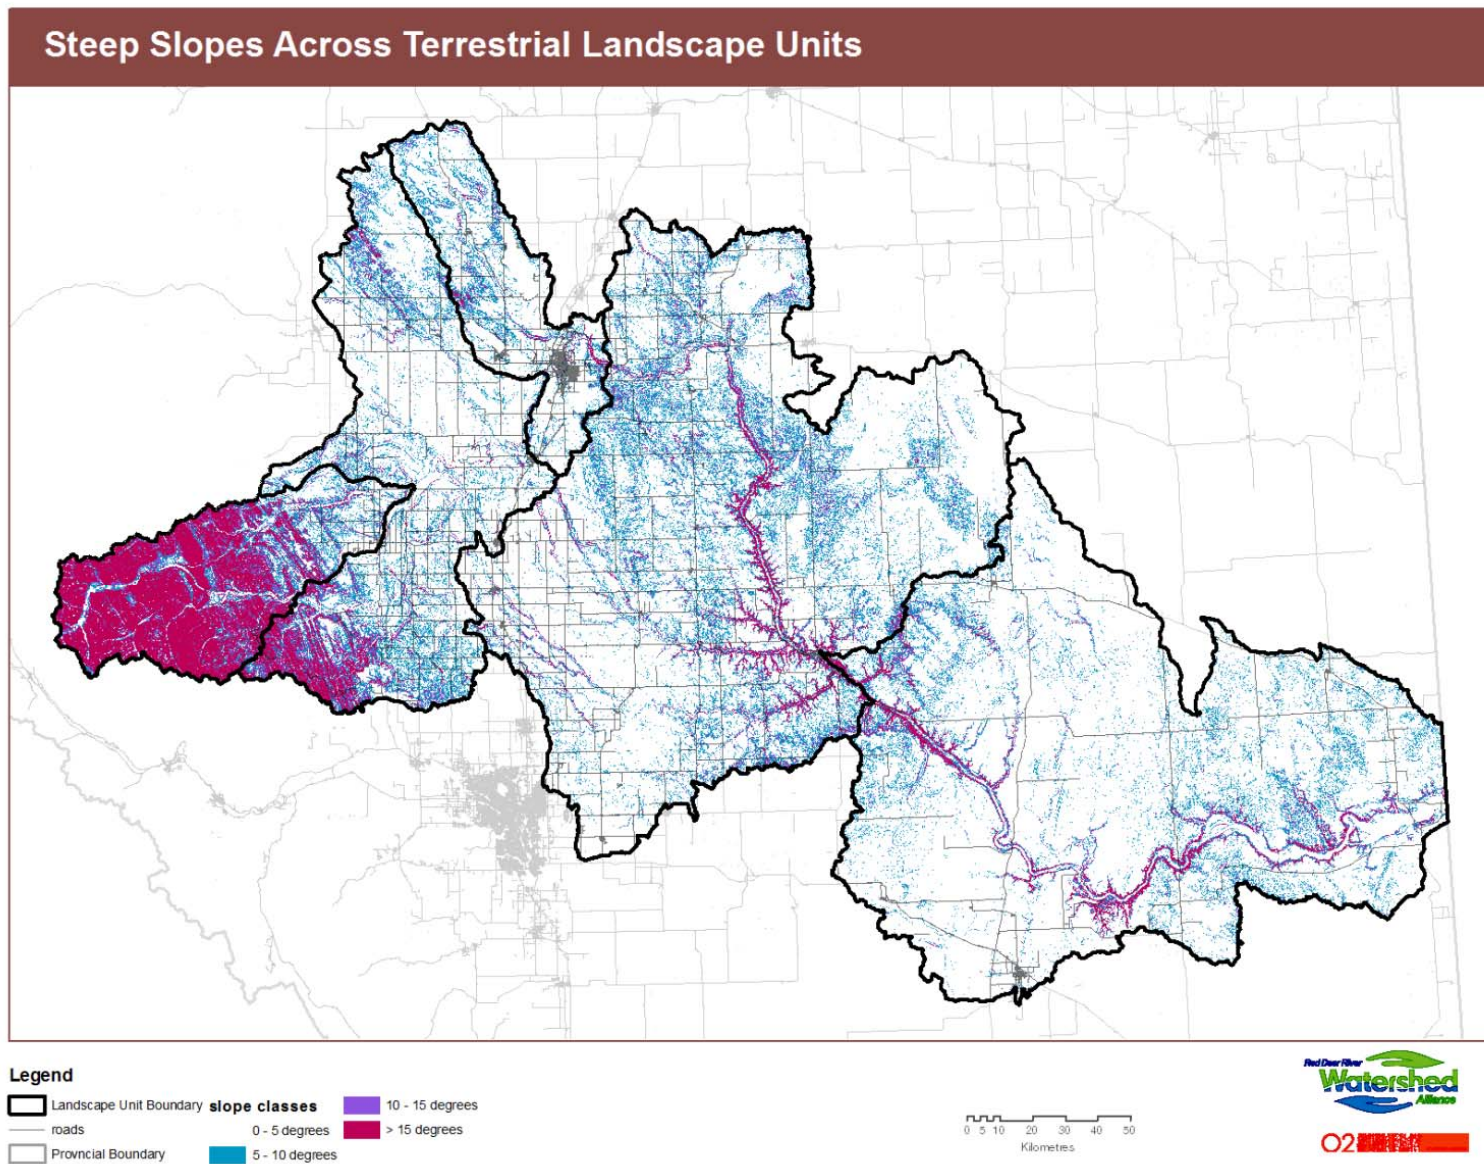 Steep Slopes Across Terrestrial Landscape Units
Legend
Landscape Unit Boundary
roads
Provncial Boundary
slope classes
0 - 5 degrees
5 - 10 degrees
10 - 15 degrees
> 15 degrees
0 5 10 20 30 40 50
Kilometres
Red Deer River
Watershed
Alliance
O2